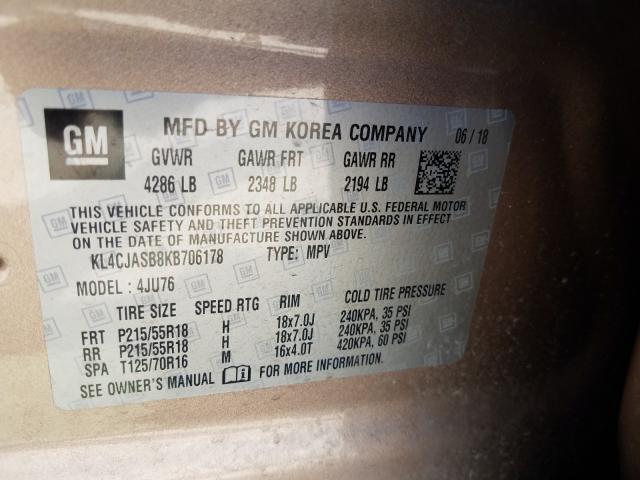 GM
MFD BY GM KOREA COMPANY 06/18
GVWR GAWR FRT GAWR RR
4286 LB 2348 LB 2194 LB
THIS VEHICLE CONFORMS TO ALL APPLICABLE U.S. FEDERAL MOTOR
VEHICLE SAFETY AND THEFT PREVENTION STANDARDS IN EFFECT
ON THE DATE OF MANUFACTURE SHOWN ABOVE.
KL4CJASB8KB706178 TYPE: MPV
MODEL: 4JU76
TIRE SIZE SPEED RTG RIM COLD TIRE PRESSURE
FRT P215/55R18 H 18x7.0J 240KPA, 35 PSI
RR P215/55R18 H 18x7.0J 240KPA, 35 PSI
SPA T125/70R16 M 16x4.0T 420KPA, 60 PSI
SEE OWNER'S MANUAL FOR MORE INFORMATION.